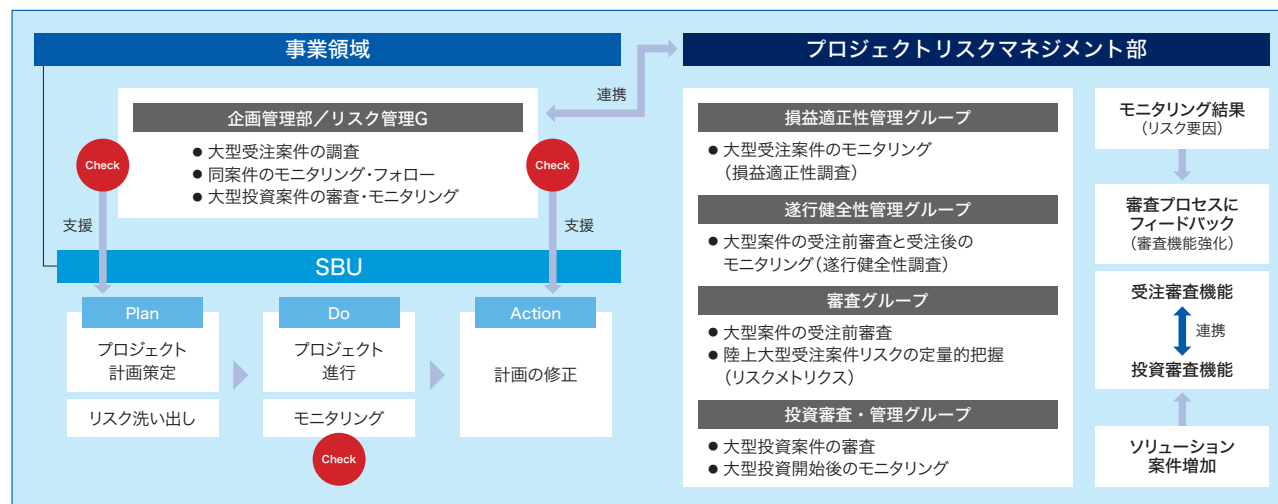 事業領域
企画管理部／リスク管理G
● 大型受注案件の調査
● 同案件のモニタリング・フォロー
● 大型投資案件の審査・モニタリング
Check
Check
支援
支援
連携
SBU
Plan
プロジェクト
計画策定
リスク洗い出し
Do
プロジェクト
進行
モニタリング
Check
Action
計画の修正
プロジェクトリスクマネジメント部
損益適正性管理グループ
● 大型受注案件のモニタリング
（損益適正性調査）
遂行健全性管理グループ
● 大型案件の受注前審査と受注後の
モニタリング（遂行健全性調査）
審査グループ
● 大型案件の受注前審査
● 陸上大型受注案件リスクの定量的把握
（リスクメトリクス）
投資審査・管理グループ
● 大型投資案件の審査
● 大型投資開始後のモニタリング
モニタリング結果
（リスク要因）
審査プロセスに
フィードバック
（審査機能強化）
受注審査機能
連携
投資審査機能
ソリューション
案件増加